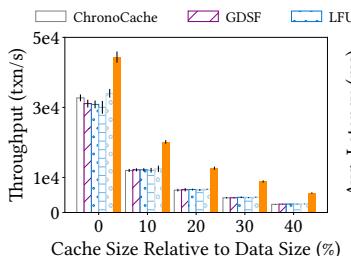 ChronoCache GDSF LFU
Throughput (txn/s)
5e4
3e4
1e4
0
0 10 20 30 40
Cache Size Relative to Data Size (%)